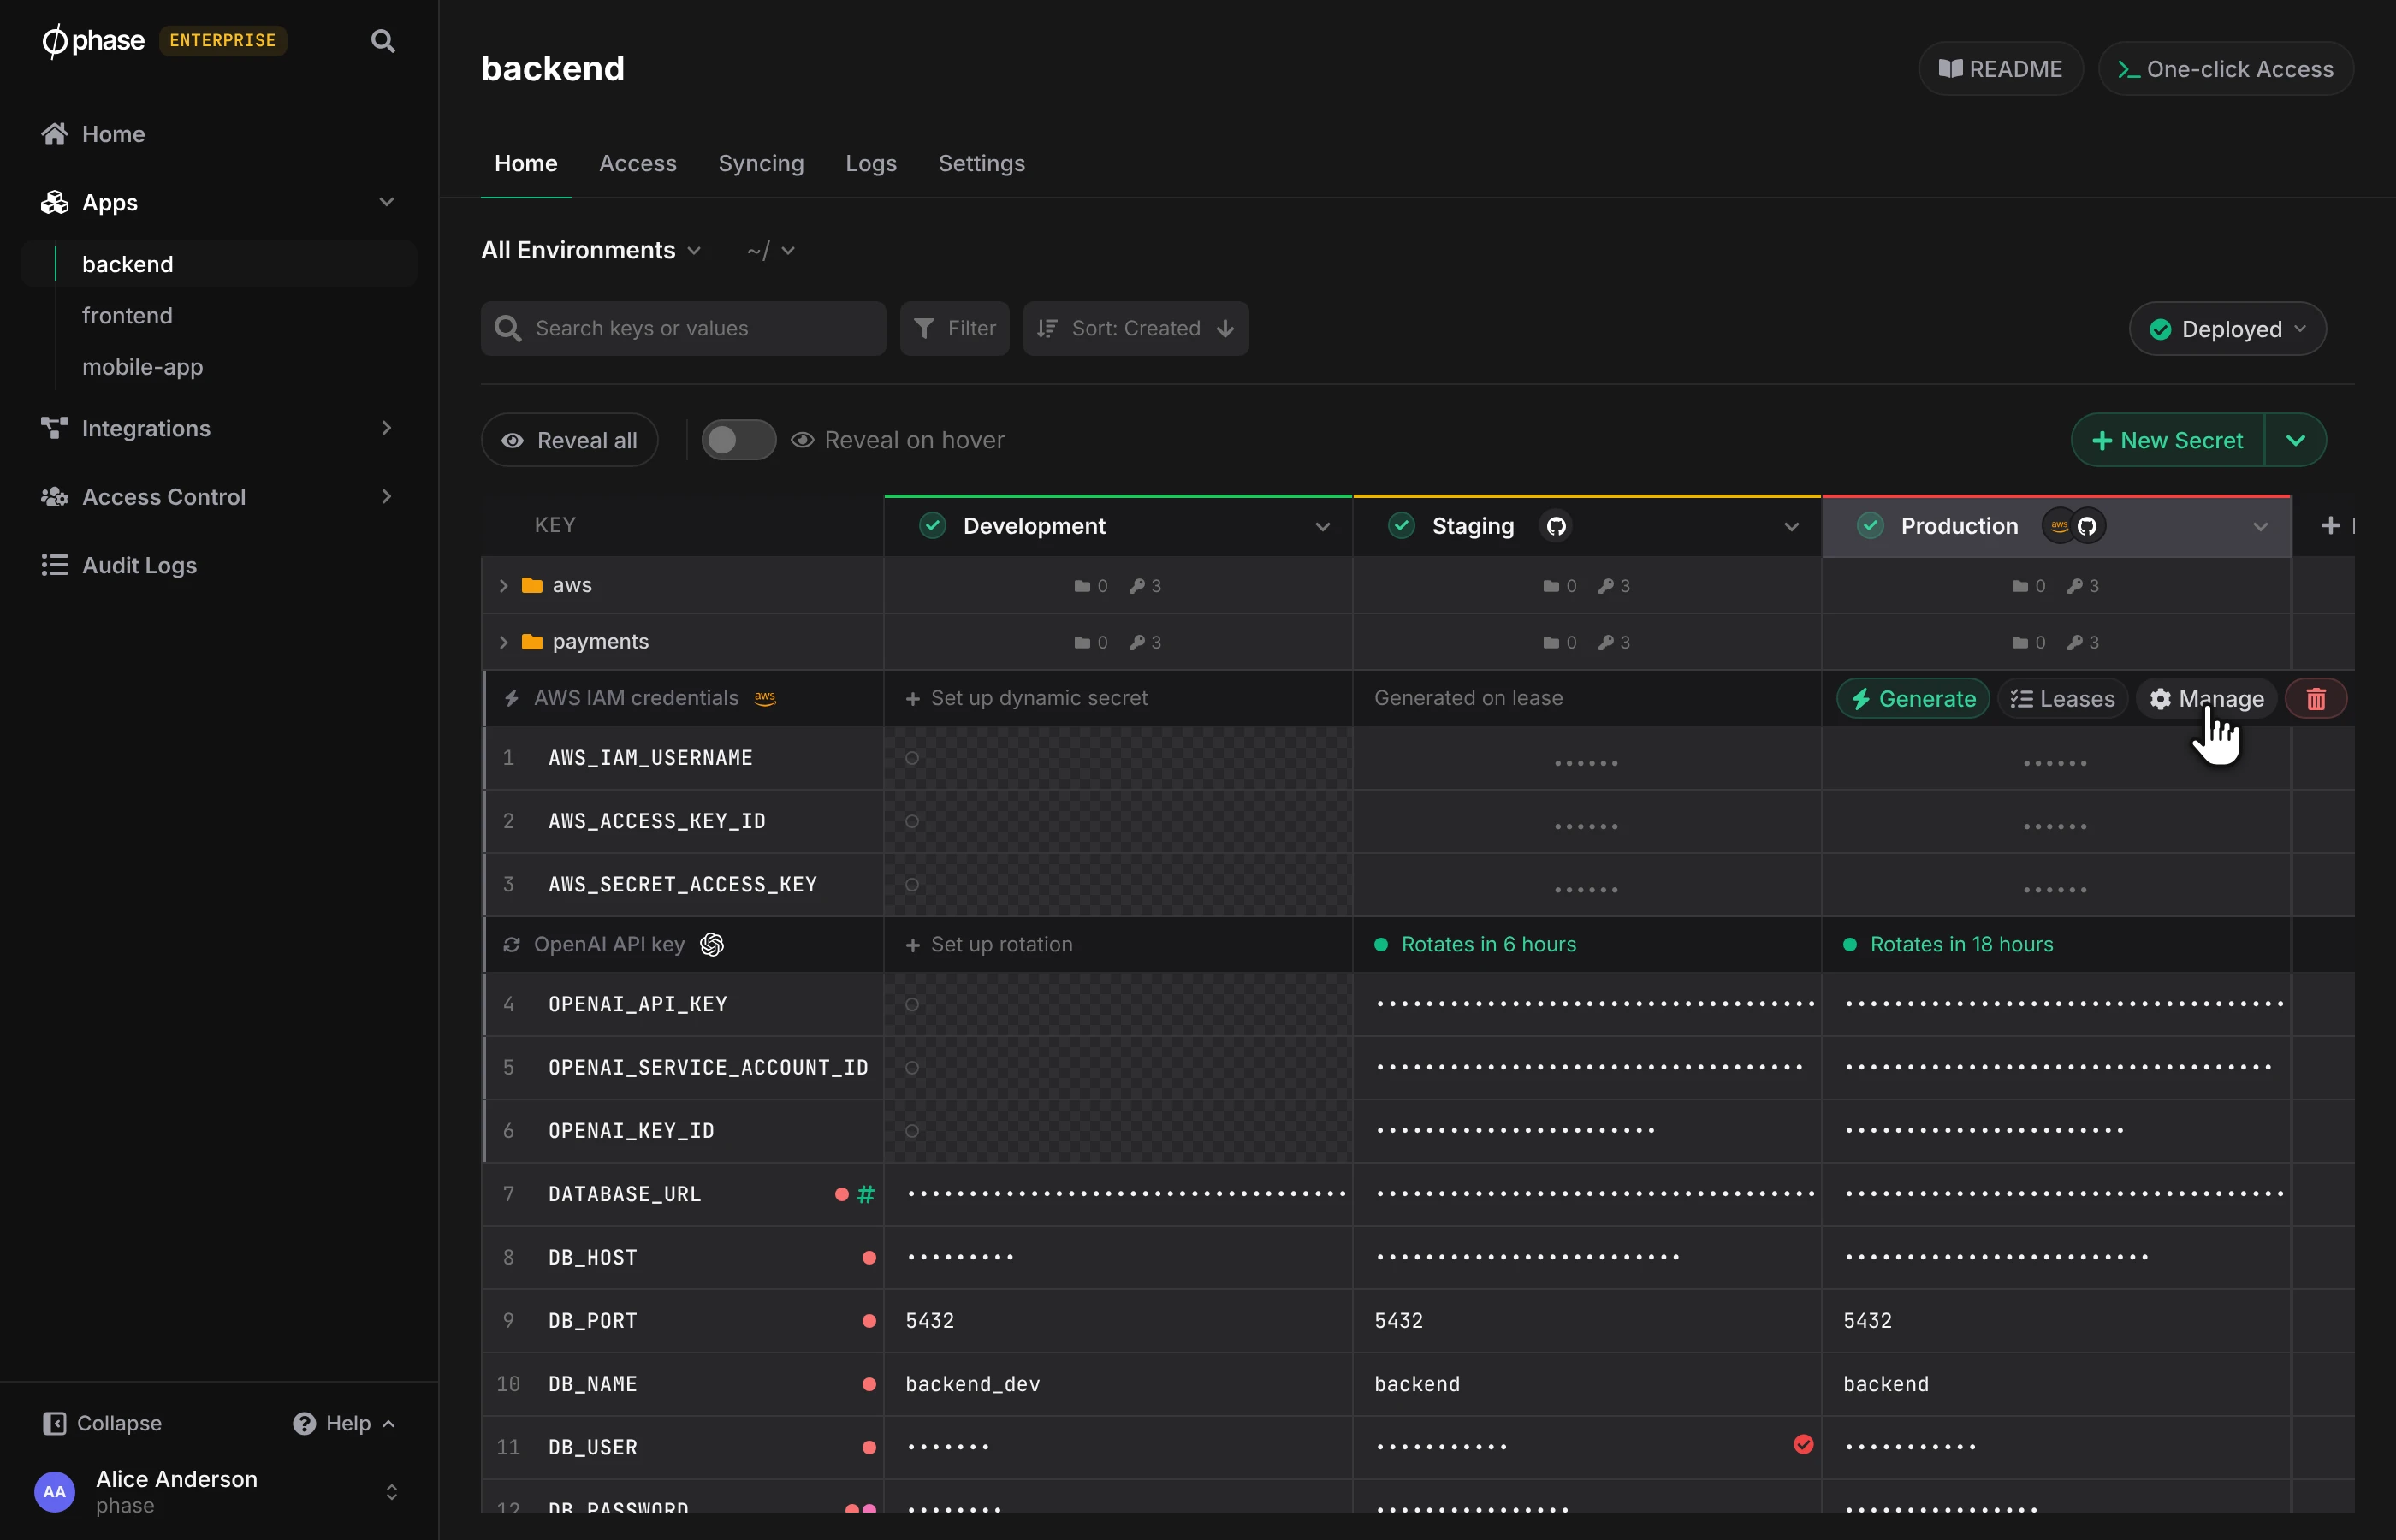 phase ENTERPRISE
Home
Apps
backend
frontend
mobile-app
Integrations
Access Control
Audit Logs
Collapse Help
AA Alice Anderson
phase
backend
README One-click Access
Home Access Syncing Logs Settings
All Environments ~/
Search keys or values Filter Sort: Created Deployed
Reveal all Reveal on hover New Secret
KEY Development Staging Production aws
aws 0 3 0 3 0 3
payments 0 3 0 3 0 3
AWS IAM credentials aws + Set up dynamic secret Generated on lease Generate Leases Manage
1 AWS_IAM_USERNAME •••••• ••••••
2 AWS_ACCESS_KEY_ID •••••• ••••••
3 AWS_SECRET_ACCESS_KEY •••••• ••••••
OpenAI API key + Set up rotation Rotates in 6 hours Rotates in 18 hours
4 OPENAI_API_KEY
5 OPENAI_SERVICE_ACCOUNT_ID
6 OPENAI_KEY_ID
7 DATABASE_URL #
8 DB_HOST
9 DB_PORT 5432 5432 5432
10 DB_NAME backend_dev backend backend
11 DB_USER
12 DB_PASSWORD